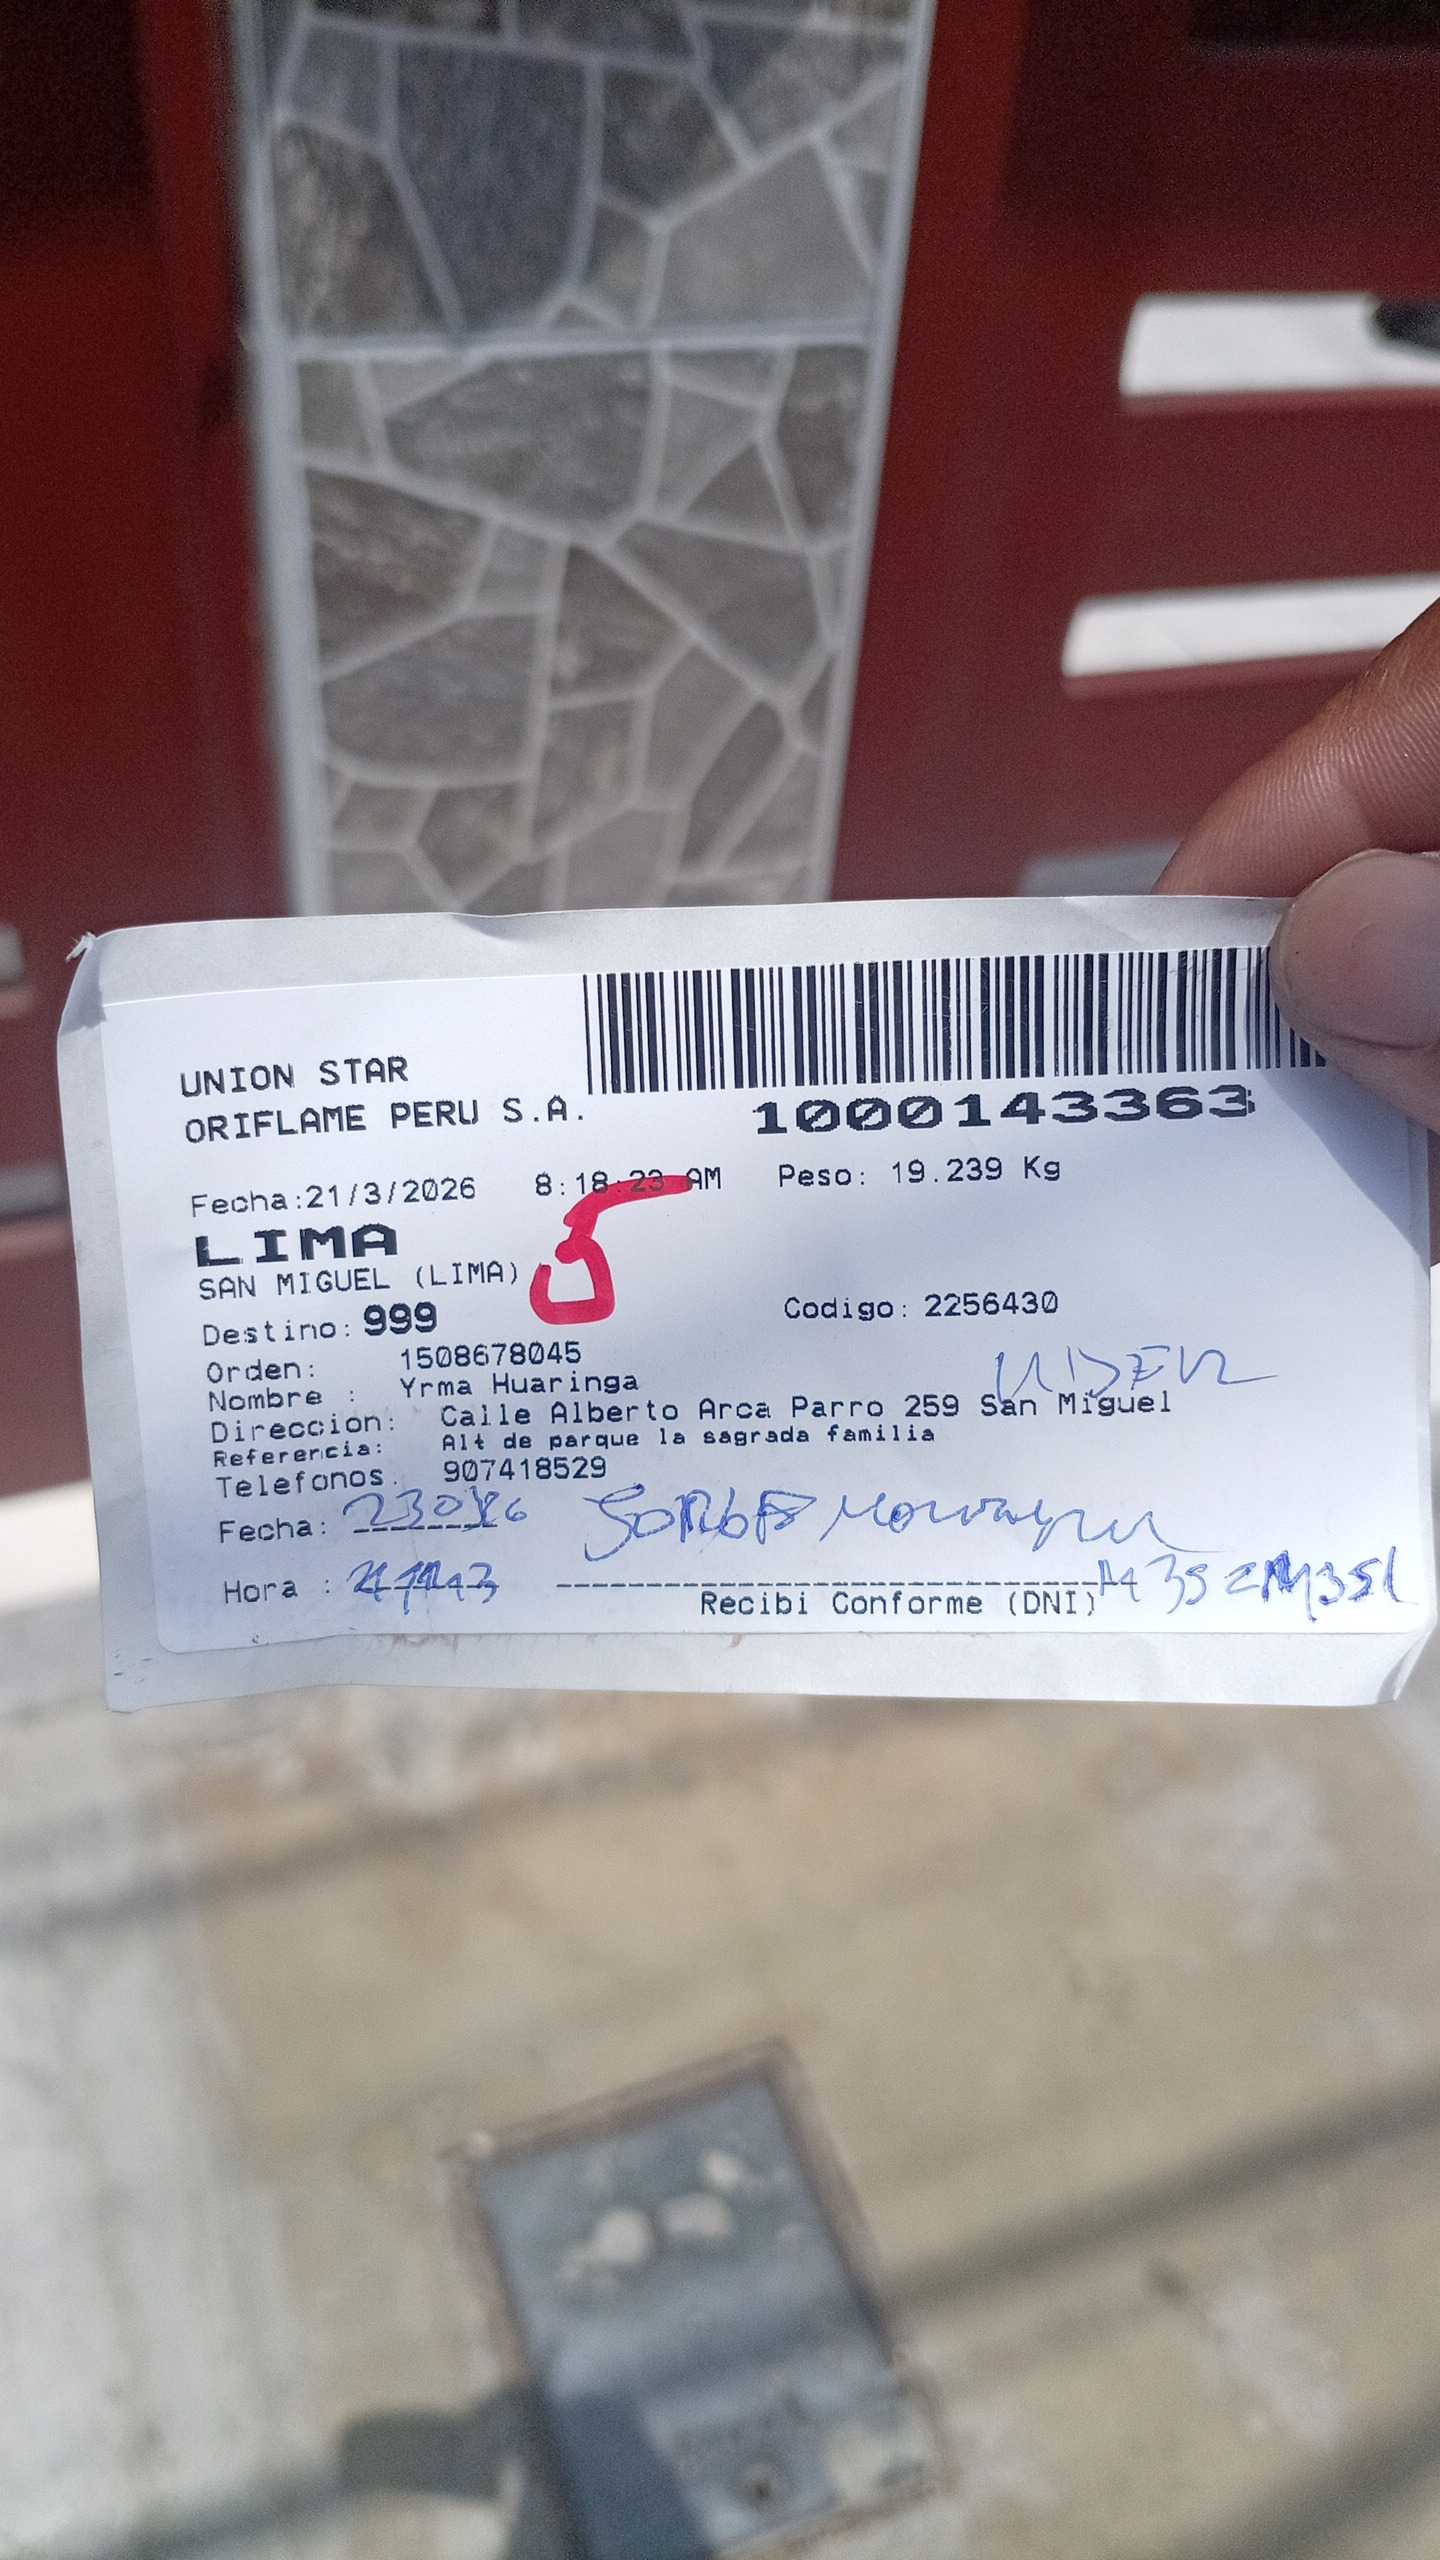 UNION STAR
ORIFLAME PERU S.A.
1000143363
Fecha:21/3/2026 8:18:23 AM Peso: 19.239 Kg
LIMA
SAN MIGUEL (LIMA)
Destino: 999 Codigo: 2256430
Orden: 1508678045
Nombre : Yrma Huaringa
Direccion: Calle Alberto Arca Parro 259 San Miguel
Referencia: Alt de parque la sagrada familia
Telefonos. 907418529
Fecha:
Hora :
Recibi Conforme (DNI)